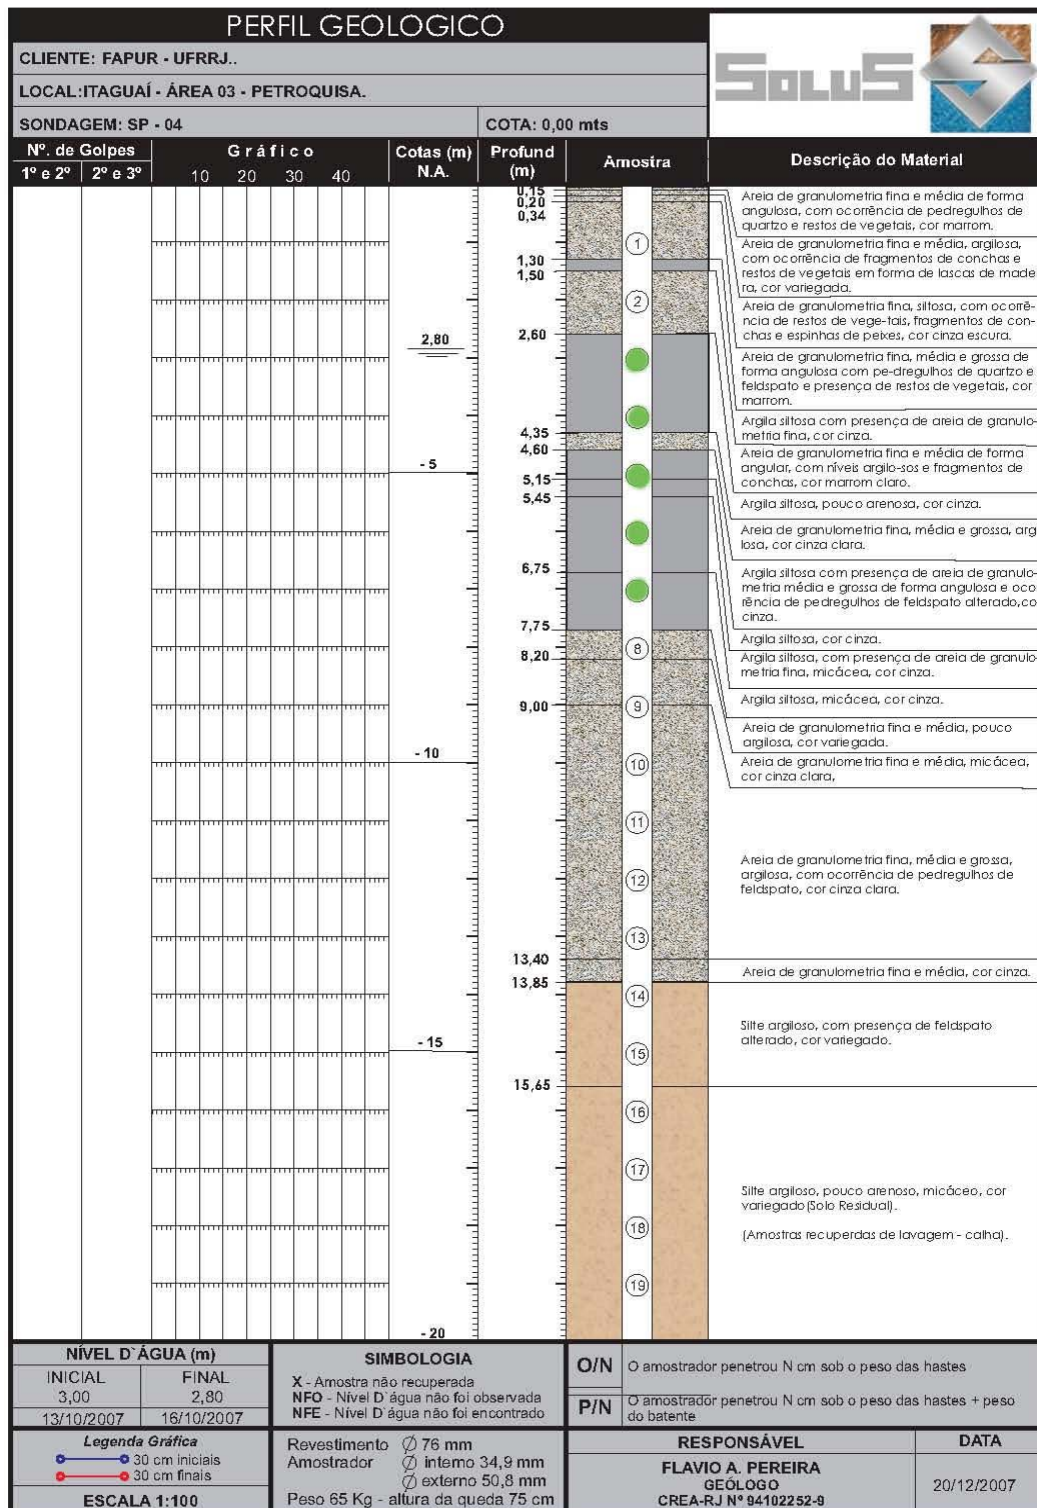 PERFIL GEOLOGICO
CLIENTE: FAPUR - UFRRJ..
LOCAL:ITAGUAÍ - ÁREA 03 - PETROQUISA.
SONDAGEM: SP - 04
COTA: 0,00 mts
SOLUS
Nº. de Golpes
1º e 2º
2º e 3º
Gráfico
10 20 30 40
Cotas (m)
N.A.
Profund
(m)
Amostra
Descrição do Material
0,15
0,20
0,34
1,30
1,50
2,60
4,35
4,60
5,15
5,45
6,75
7,75
8,20
9,00
13,40
13,85
15,65
2,80
- 5
- 10
- 15
- 20
1
2
8
9
10
11
12
13
14
15
16
17
18
19
Areia de granulometria fina e média de forma
angulosa, com ocorrência de pedregulhos de
quartzo e restos de vegetais, cor marrom.
Areia de granulometria fina e média, argilosa,
com ocorrência de fragmentos de conchas e
restos de vegetais em forma de lascas de made
ra, cor variegada.
Areia de granulometria fina, siltosa, com ocorrê-
ncia de restos de vege-tais, fragmentos de con-
chas e espinhas de peixes, cor cinza escura.
Areia de granulometria fina, média e grossa de
forma angulosa com pe-dregulhos de quartzo e
feldspato e presença de restos de vegetais, cor
marrom.
Argila siltosa com presença de areia de granulo-
metria fina, cor cinza.
Areia de granulometria fina e média de forma
angular, com níveis argilo-sos e fragmentos de
conchas, cor marrom claro.
Argila siltosa, pouco arenosa, cor cinza.
Areia de granulometria fina, média e grossa, arg
losa, cor cinza clara.
Argila siltosa com presença de areia de granulo-
metria média e grossa de forma angulosa e oco
rência de pedregulhos de feldspato alterado,co
cinza.
Argila siltosa, cor cinza.
Argila siltosa, com presença de areia de granulo-
metria fina, micácea, cor cinza.
Argila siltosa, micácea, cor cinza.
Areia de granulometria fina e média, pouco
argilosa, cor variegada.
Areia de granulometria fina e média, micácea,
cor cinza clara,
Areia de granulometria fina, média e grossa,
argilosa, com ocorrência de pedregulhos de
feldspato, cor cinza clara.
Areia de granulometria fina e média, cor cinza.
Silte argiloso, com presença de feldspato
alterado, cor variegado.
Silte argiloso, pouco arenoso, micáceo, cor
variegado(Solo Residual).
(Amostras recuperdas de lavagem - calha).
NÍVEL D`ÁGUA (m)
INICIAL
FINAL
3,00
2,80
13/10/2007
16/10/2007
SIMBOLOGIA
X - Amostra não recuperada
NFO - Nível D`água não foi observada
NFE - Nível D`água não foi encontrado
O/N
O amostrador penetrou N cm sob o peso das hastes
P/N
O amostrador penetrou N cm sob o peso das hastes + peso
do batente
Legenda Gráfica
30 cm iniciais
30 cm finais
ESCALA 1:100
Revestimento Ø 76 mm
Amostrador Ø interno 34,9 mm
Ø externo 50,8 mm
Peso 65 Kg - altura da queda 75 cm
RESPONSÁVEL
FLAVIO A. PEREIRA
GEÓLOGO
CREA-RJ Nº 94102252-9
DATA
20/12/2007